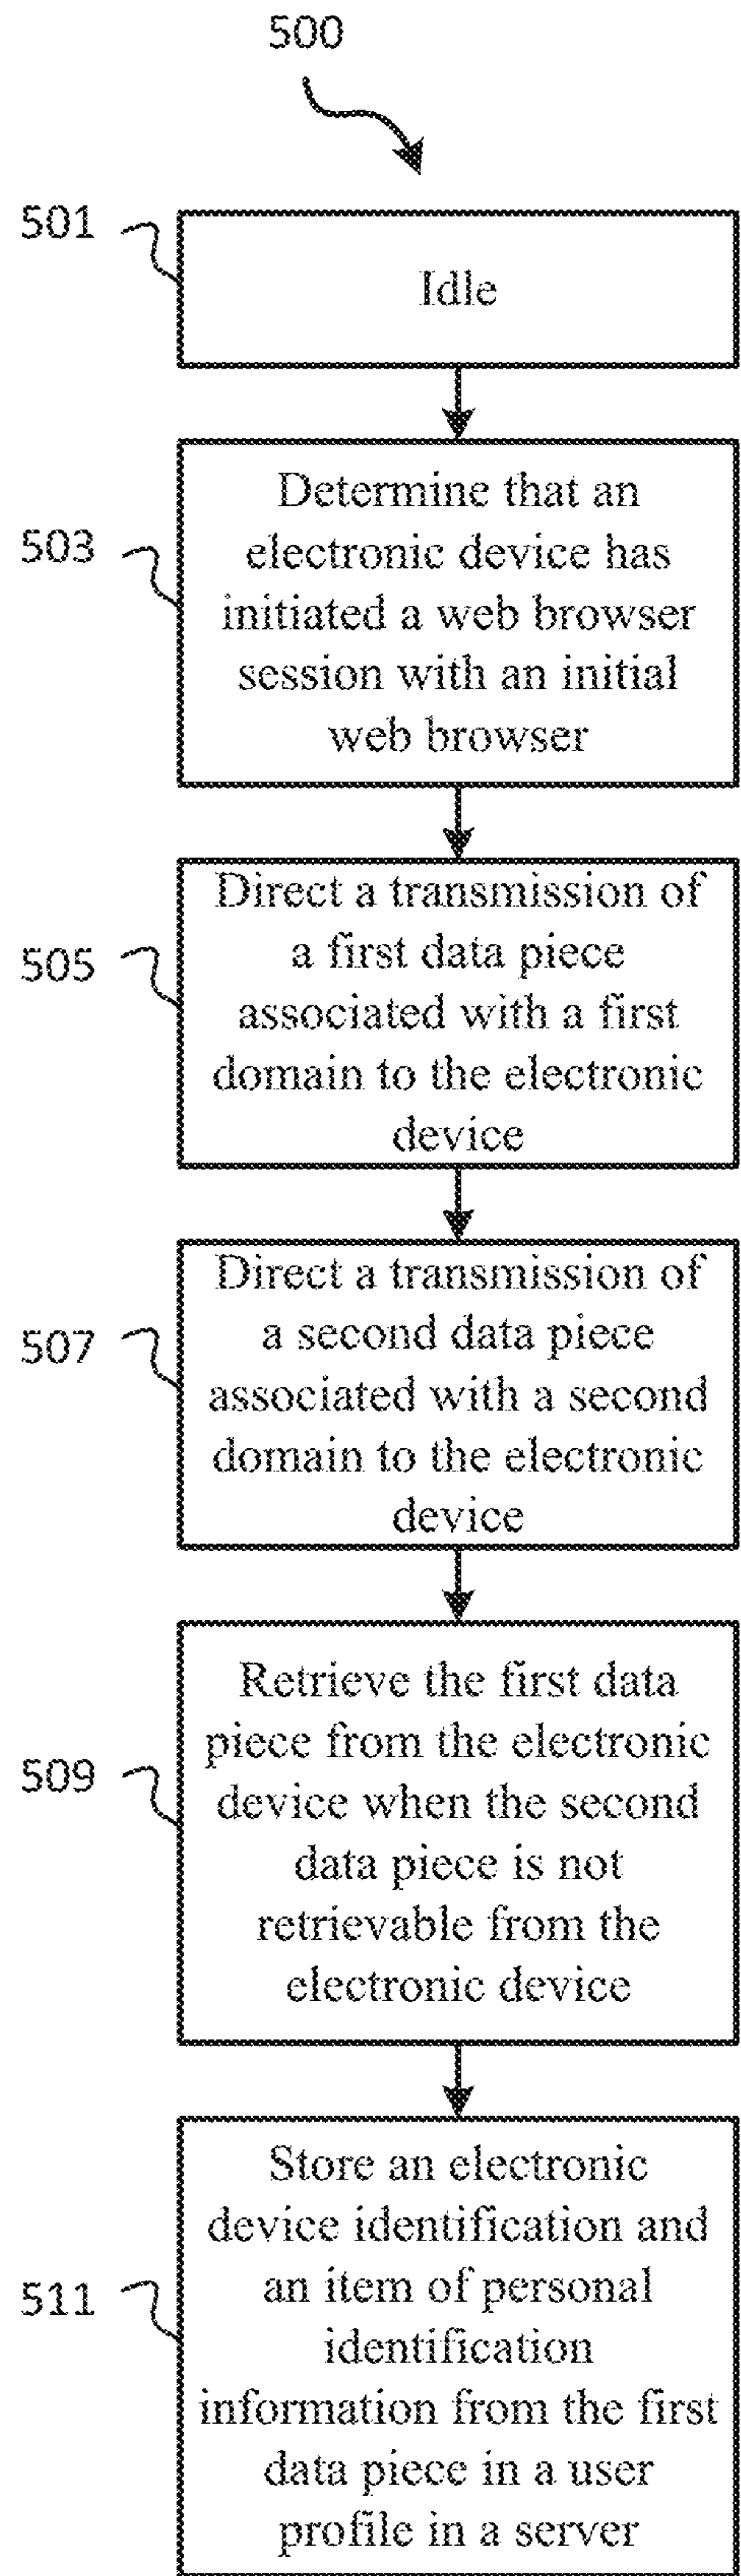 500
501
Idle
503
Determine that an
electronic device has
initiated a web browser
session with an initial
web browser
505
Direct a transmission of
a first data piece
associated with a first
domain to the electronic
device
507
Direct a transmission of
a second data piece
associated with a second
domain to the electronic
device
509
Retrieve the first data
piece from the electronic
device when the second
data piece is not
retrievable from the
electronic device
511
Store an electronic
device identification and
an item of personal
identification
information from the first
data piece in a user
profile in a server